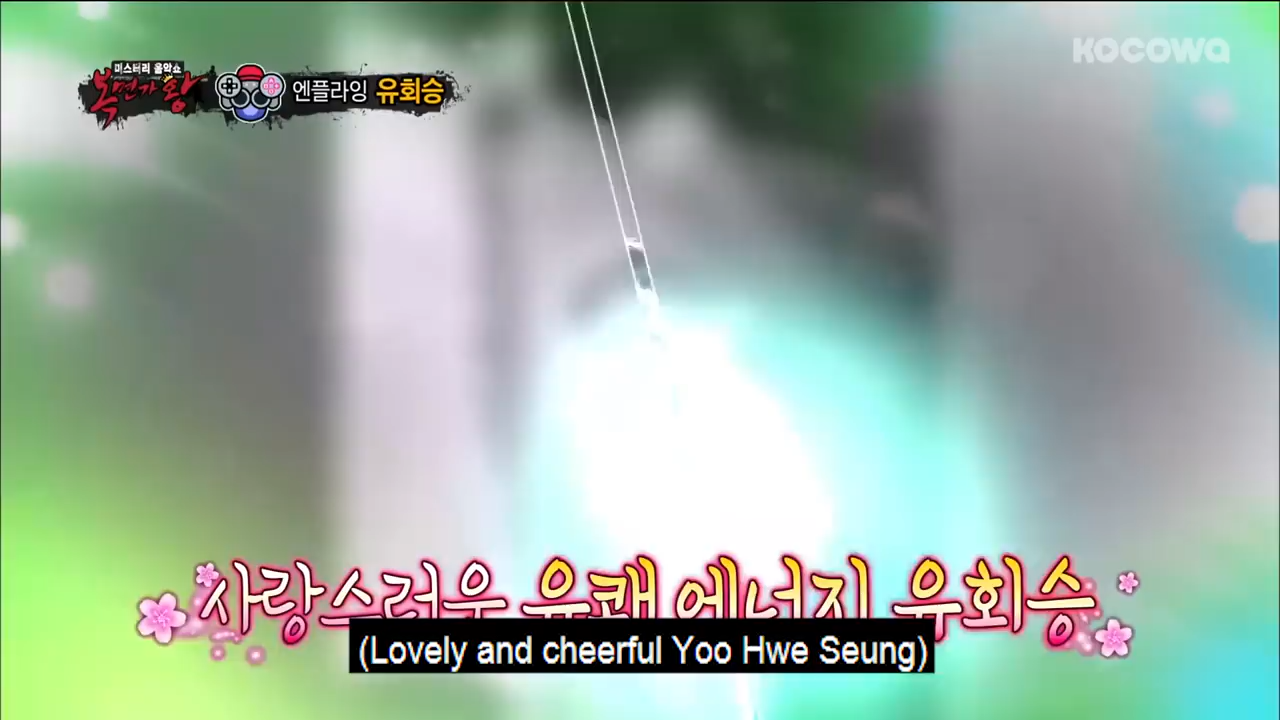 미스터리 음악쇼
복면가왕
엔플라잉 유회승
KOCOWA
사랑스러운 유쾌 에너지 유회승
(Lovely and cheerful Yoo Hwe Seung)